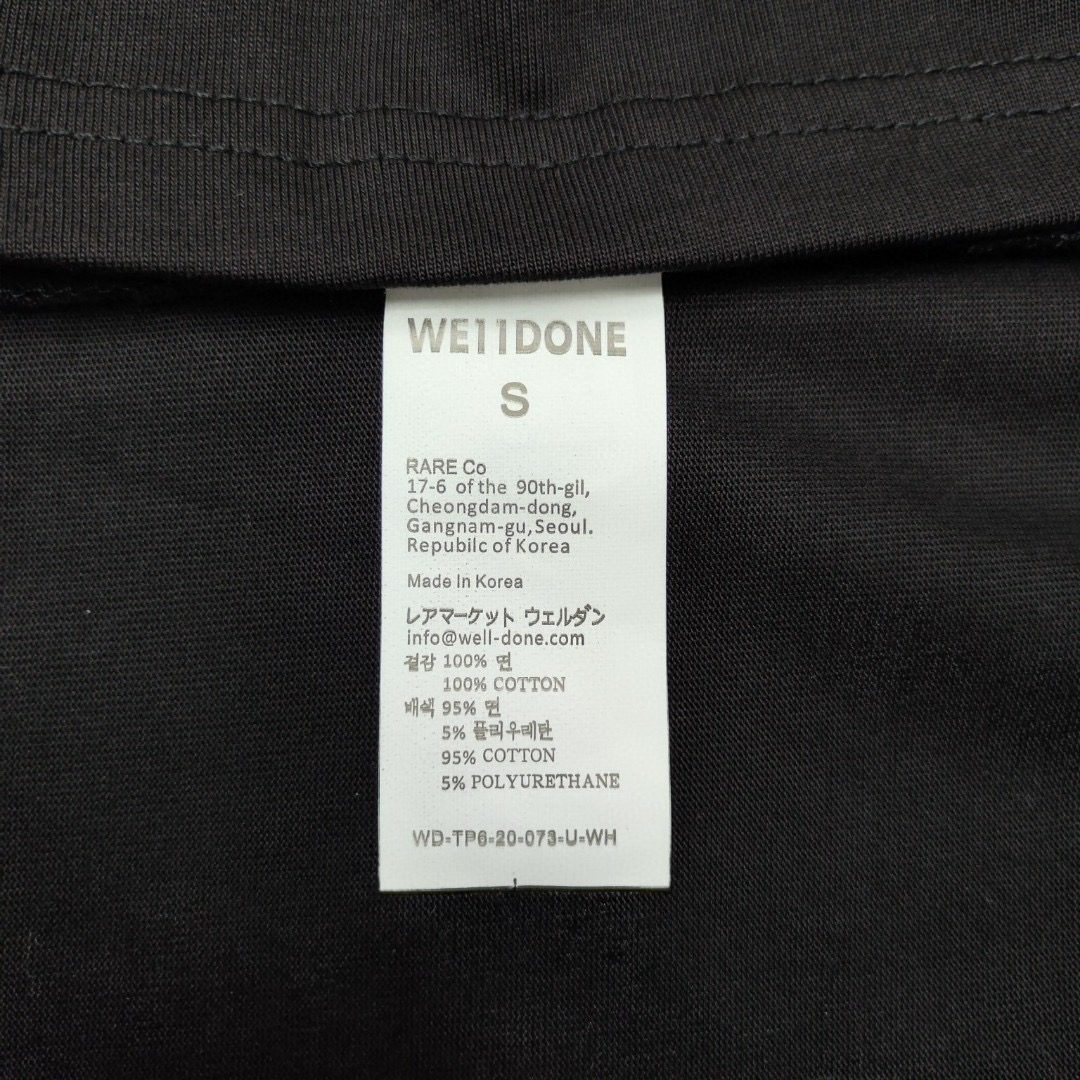 WE11DONE
S
RARE Co
17-6 of the 90th-gil,
Cheongdam-dong,
Gangnam-gu,Seoul.
Repubilc of Korea
Made In Korea
レアマーケット ウェルダン
info@well-done.com
겉감 100% 면
100% COTTON
배색 95% 면
5% 폴리우레탄
95% COTTON
5% POLYURETHANE
WD-TP6-20-073-U-WH